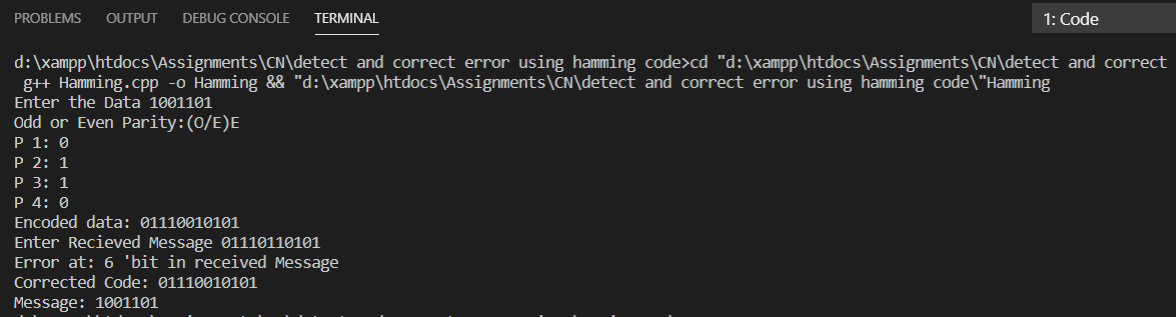 PROBLEMS OUTPUT DEBUG CONSOLE TERMINAL 1: Code
d:\xampp\htdocs\Assignments\CN\detect and correct error using hamming code>cd "d:\xampp\htdocs\Assignments\CN\detect and correct
g++ Hamming.cpp -o Hamming && "d:\xampp\htdocs\Assignments\CN\detect and correct error using hamming code\"Hamming
Enter the Data 1001101
Odd or Even Parity:(O/E)E
P 1: 0
P 2: 1
P 3: 1
P 4: 0
Encoded data: 01110010101
Enter Recieved Message 01110110101
Error at: 6 'bit in received Message
Corrected Code: 01110010101
Message: 1001101